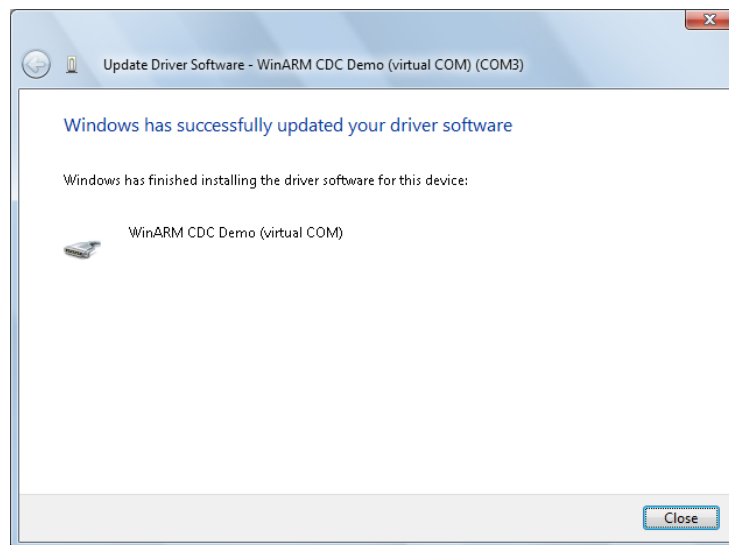 Update Driver Software - WinARM CDC Demo (virtual COM) (COM3)
Windows has successfully updated your driver software
Windows has finished installing the driver software for this device:
WinARM CDC Demo (virtual COM)
Close